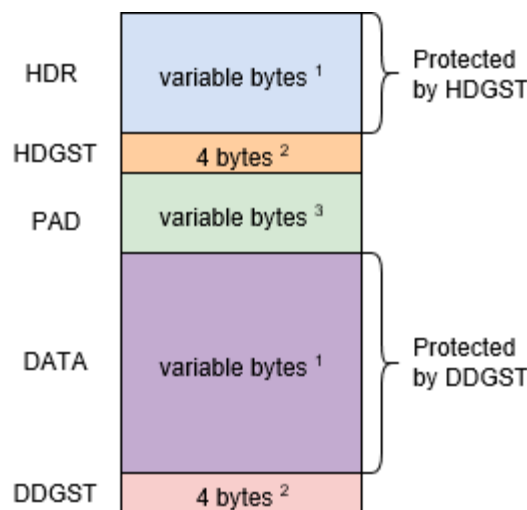 HDR
variable bytes 1
Protected
by HDGST
HDGST
4 bytes 2
PAD
variable bytes 3
DATA
variable bytes 1
Protected
by DDGST
DDGST
4 bytes 2